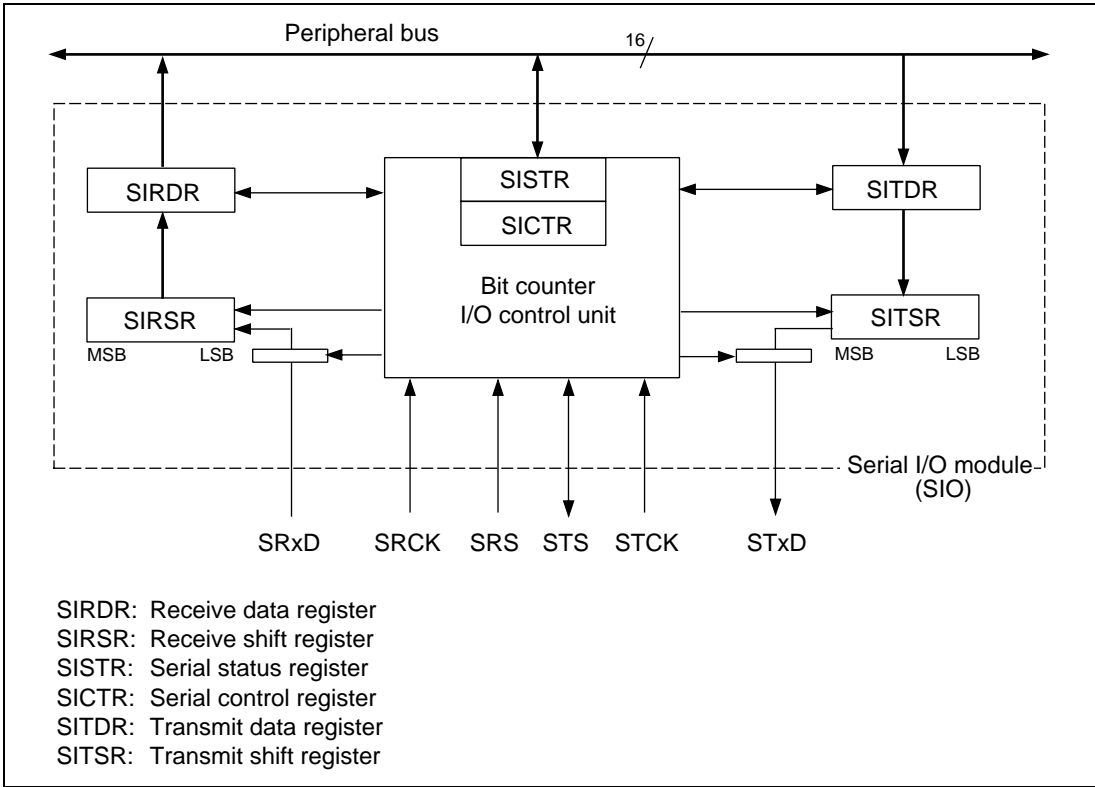 Peripheral bus
16
SIRDR
SISTR
SITDR
SICTR
Bit counter
I/O control unit
SIRSR
SITSR
MSB LSB
MSB LSB
Serial I/O module
(SIO)
SRxD SRCK SRS STS STCK STxD
SIRDR: Receive data register
SIRSR: Receive shift register
SISTR: Serial status register
SICTR: Serial control register
SITDR: Transmit data register
SITSR: Transmit shift register